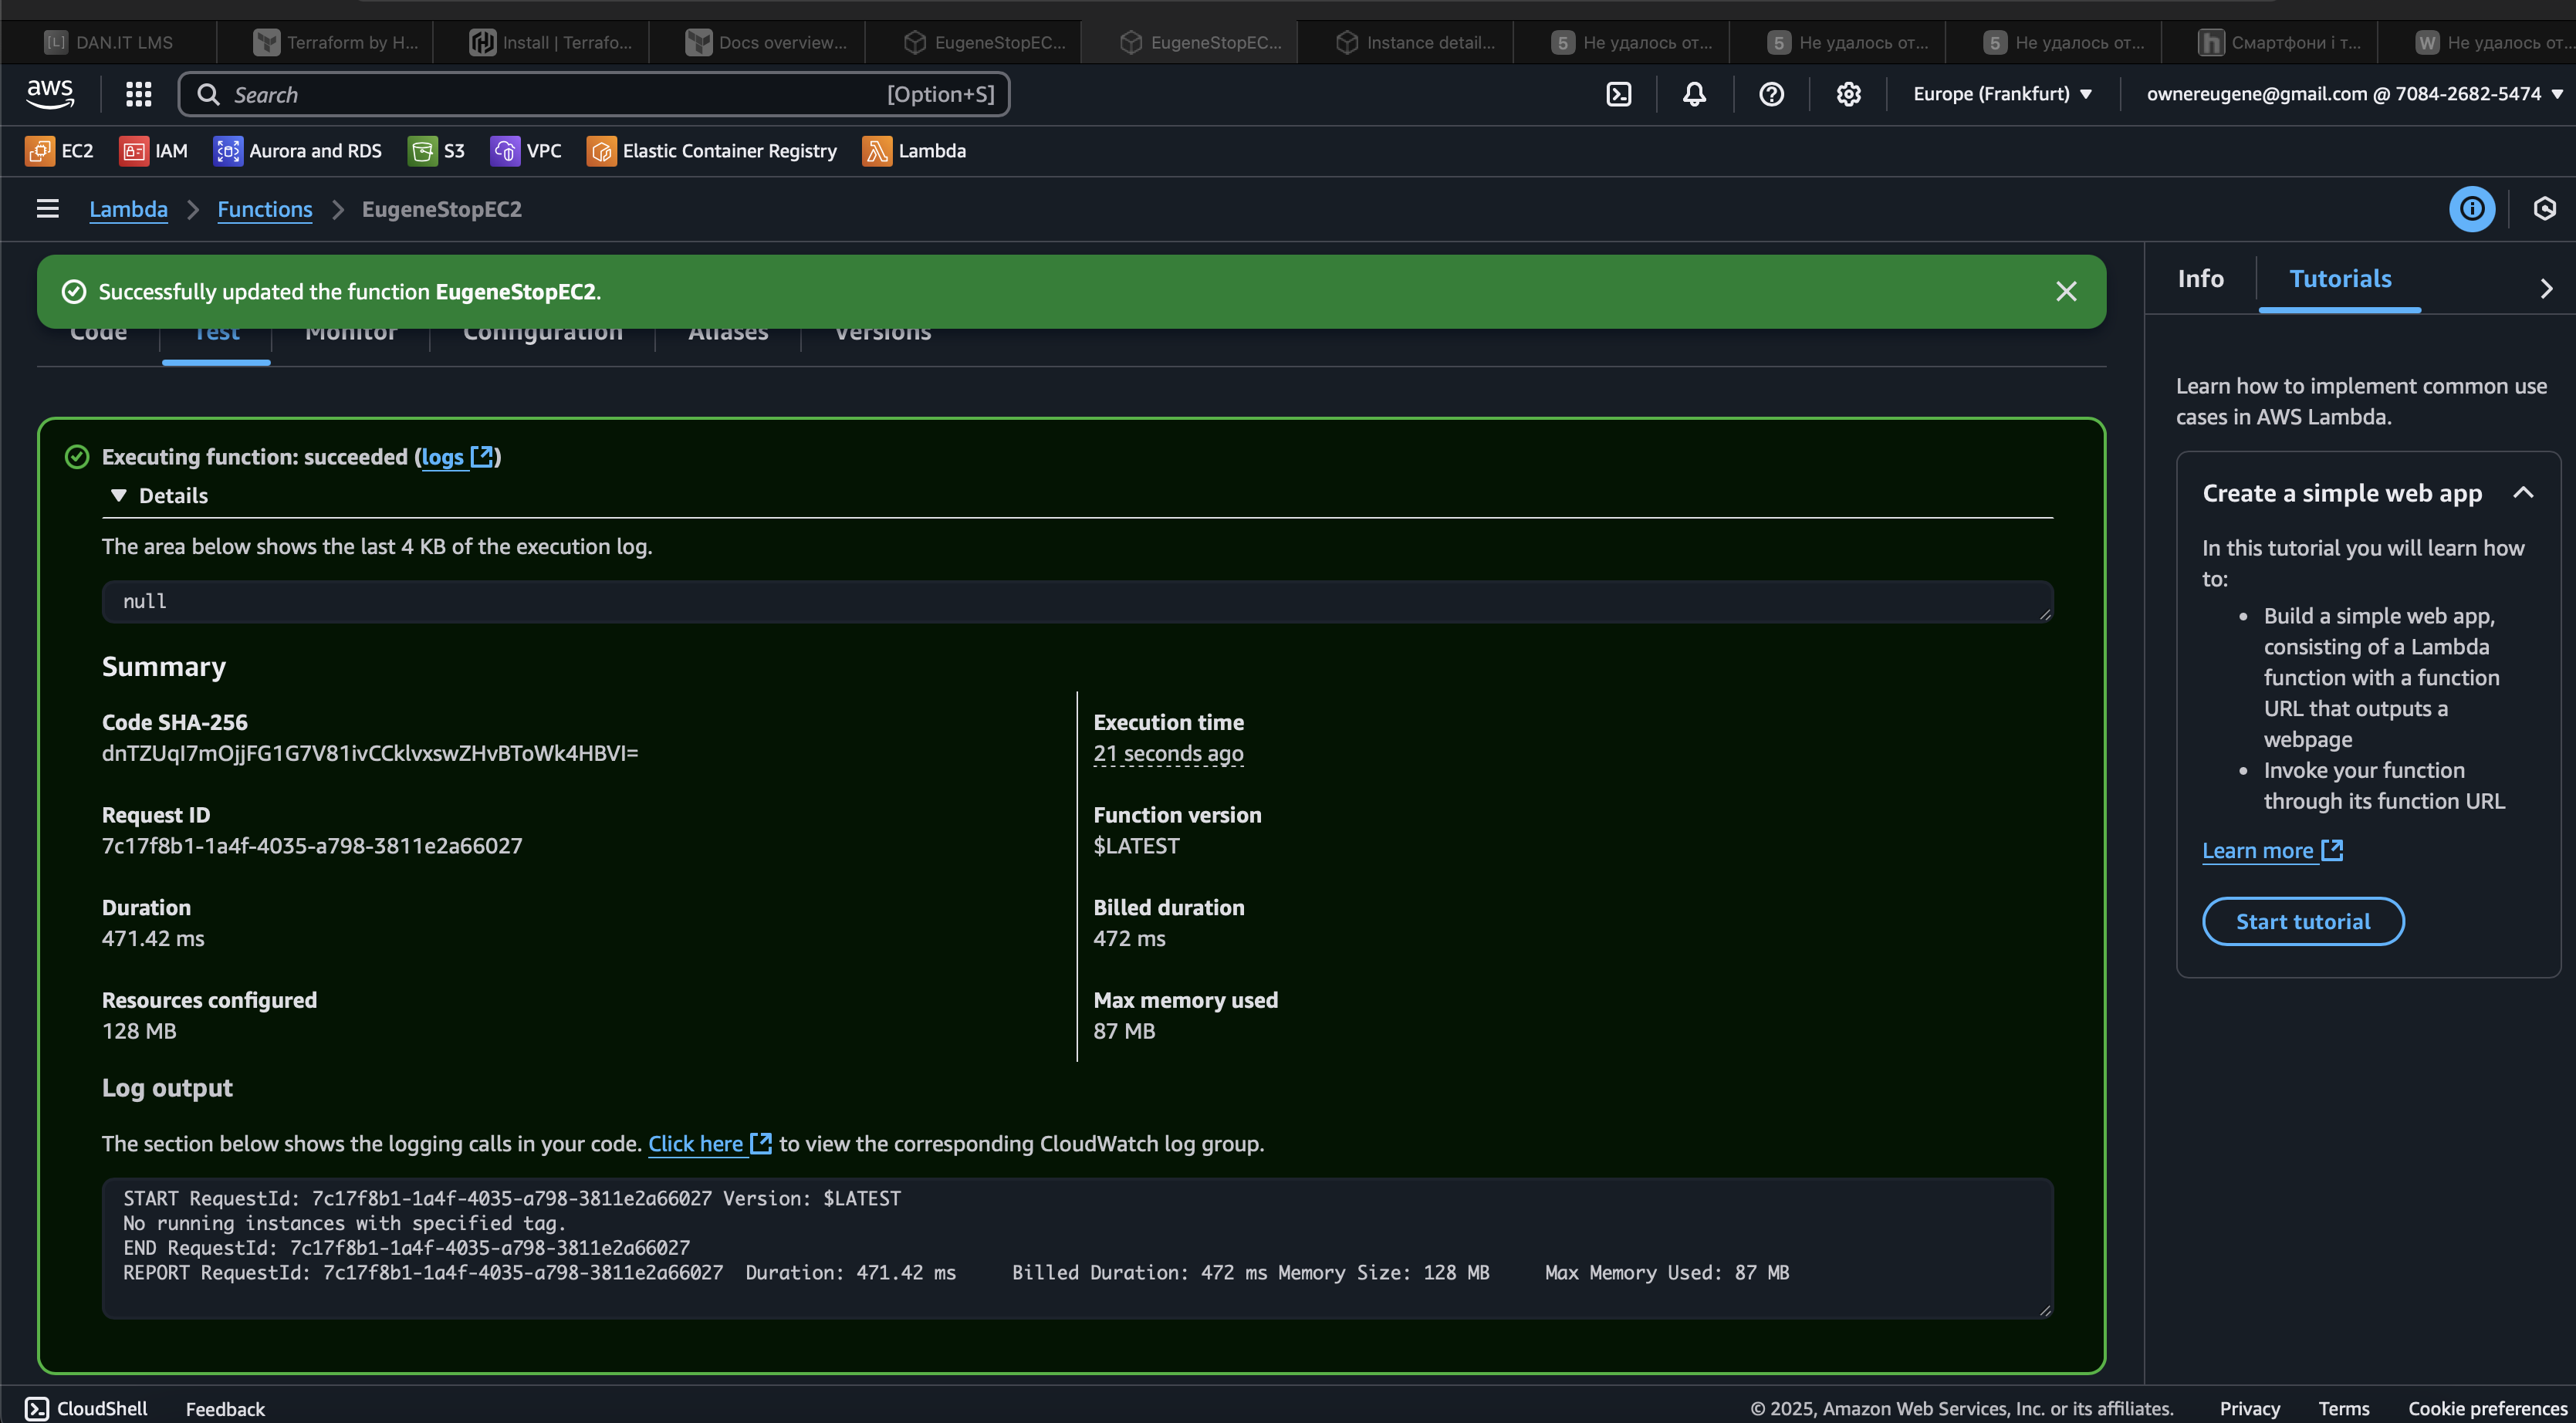 [L] DAN.IT LMS
Terraform by H...
Install | Terrafo...
Docs overview...
EugeneStopEC...
EugeneStopEC...
Instance detail...
5 Не удалось от...
5 Не удалось от...
5 Не удалось от...
h Смартфони і т...
W Не удалось от...
aws
Search
[Option+S]
Europe (Frankfurt)
ownereugene@gmail.com @ 7084-2682-5474
EC2
IAM
Aurora and RDS
S3
VPC
Elastic Container Registry
Lambda
Lambda
Functions
EugeneStopEC2
Successfully updated the function EugeneStopEC2.
Code
Test
Monitor
Configuration
Aliases
Versions
Executing function: succeeded (logs)
Details
The area below shows the last 4 KB of the execution log.
null
Summary
Code SHA-256
dnTZUqI7mOjjFG1G7V81ivCCklvxswZHvBToWk4HBVI=
Execution time
21 seconds ago
Request ID
7c17f8b1-1a4f-4035-a798-3811e2a66027
Function version
$LATEST
Duration
471.42 ms
Billed duration
472 ms
Resources configured
128 MB
Max memory used
87 MB
Log output
The section below shows the logging calls in your code. Click here to view the corresponding CloudWatch log group.
START RequestId: 7c17f8b1-1a4f-4035-a798-3811e2a66027 Version: $LATEST
No running instances with specified tag.
END RequestId: 7c17f8b1-1a4f-4035-a798-3811e2a66027
REPORT RequestId: 7c17f8b1-1a4f-4035-a798-3811e2a66027 Duration: 471.42 ms Billed Duration: 472 ms Memory Size: 128 MB Max Memory Used: 87 MB
Info
Tutorials
Learn how to implement common use
cases in AWS Lambda.
Create a simple web app
In this tutorial you will learn how
to:
• Build a simple web app,
consisting of a Lambda
function with a function
URL that outputs a
webpage
• Invoke your function
through its function URL
Learn more
Start tutorial
CloudShell
Feedback
© 2025, Amazon Web Services, Inc. or its affiliates.
Privacy
Terms
Cookie preferences